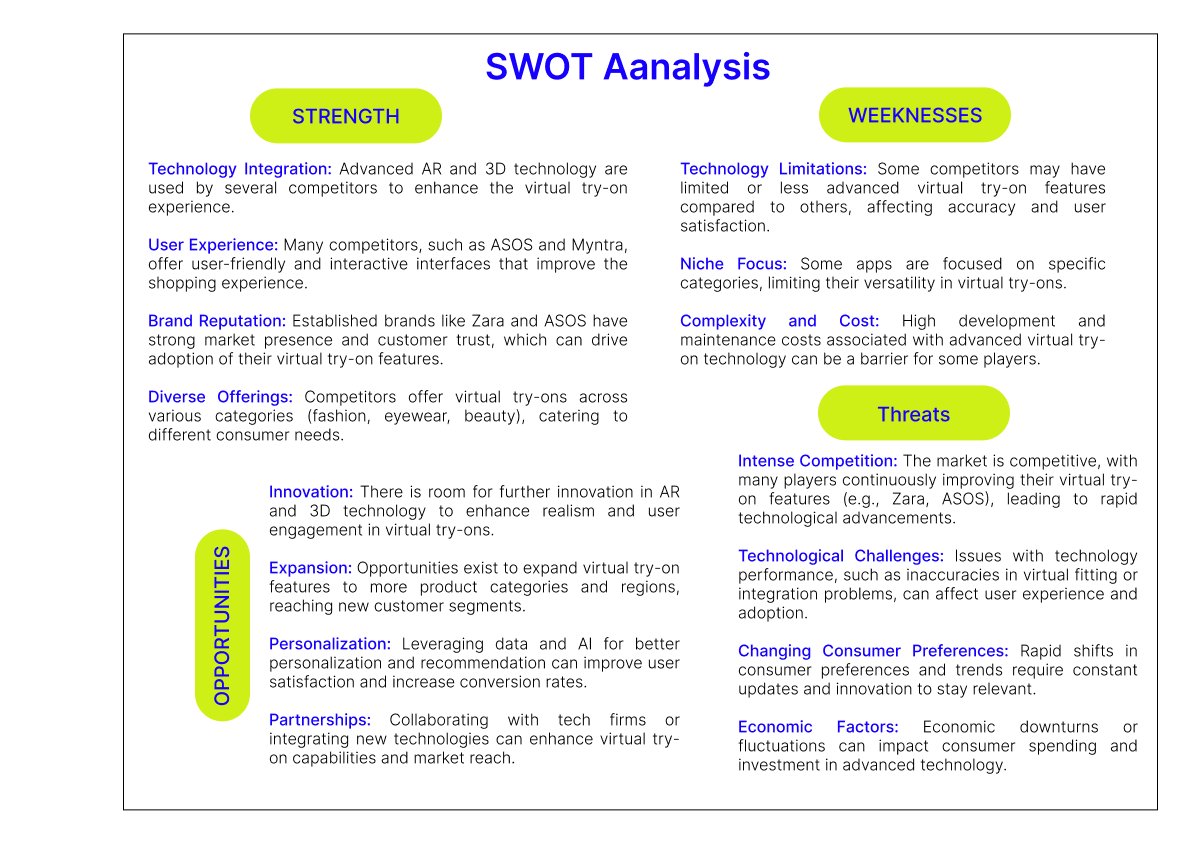 SWOT Aanalysis
STRENGTH
Technology Integration: Advanced AR and 3D technology are
used by several competitors to enhance the virtual try-on
experience.
User Experience: Many competitors, such as ASOS and Myntra,
offer user-friendly and interactive interfaces that improve the
shopping experience.
Brand Reputation: Established brands like Zara and ASOS have
strong market presence and customer trust, which can drive
adoption of their virtual try-on features.
Diverse Offerings: Competitors offer virtual try-ons across
various categories (fashion, eyewear, beauty), catering to
different consumer needs.
WEEKNESSES
Technology Limitations: Some competitors may have
limited or less advanced virtual try-on features
compared to others, affecting accuracy and user
satisfaction.
Niche Focus: Some apps are focused on specific
categories, limiting their versatility in virtual try-ons.
Complexity and Cost: High development and
maintenance costs associated with advanced virtual try-
on technology can be a barrier for some players.
OPPORTUNITIES
Innovation: There is room for further innovation in AR
and 3D technology to enhance realism and user
engagement in virtual try-ons.
Expansion: Opportunities exist to expand virtual try-on
features to more product categories and regions,
reaching new customer segments.
Personalization: Leveraging data and AI for better
personalization and recommendation can improve user
satisfaction and increase conversion rates.
Partnerships: Collaborating with tech firms or
integrating new technologies can enhance virtual try-
on capabilities and market reach.
Threats
Intense Competition: The market is competitive, with
many players continuously improving their virtual try-
on features (e.g., Zara, ASOS), leading to rapid
technological advancements.
Technological Challenges: Issues with technology
performance, such as inaccuracies in virtual fitting or
integration problems, can affect user experience and
adoption.
Changing Consumer Preferences: Rapid shifts in
consumer preferences and trends require constant
updates and innovation to stay relevant.
Economic Factors: Economic downturns or
fluctuations can impact consumer spending and
investment in advanced technology.